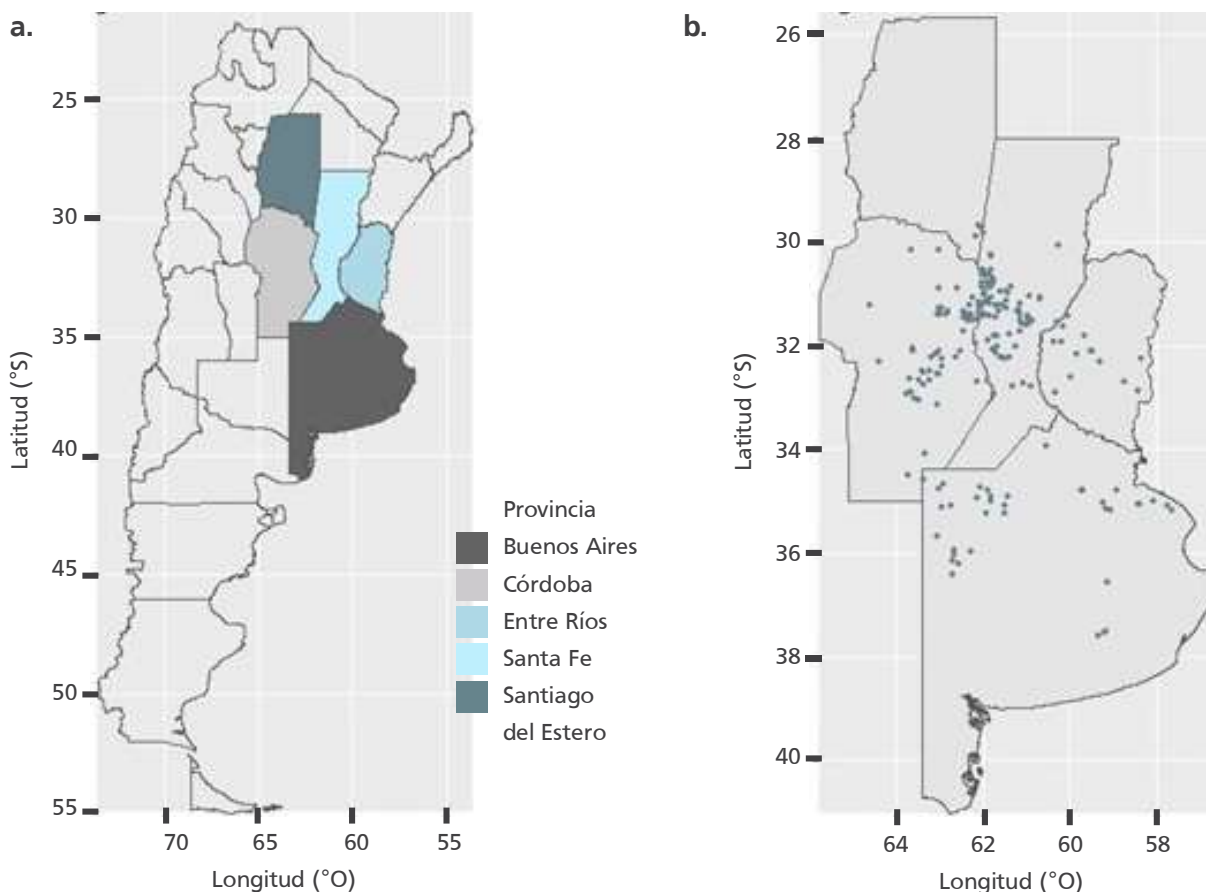 a.
25
30
35
40
45
50
55
Latitud (°S)
70
65
60
55
Longitud (°O)
Provincia
Buenos Aires
Córdoba
Entre Ríos
Santa Fe
Santiago
del Estero
b.
26
28
30
32
34
36
38
40
Latitud (°S)
64
62
60
58
Longitud (°O)